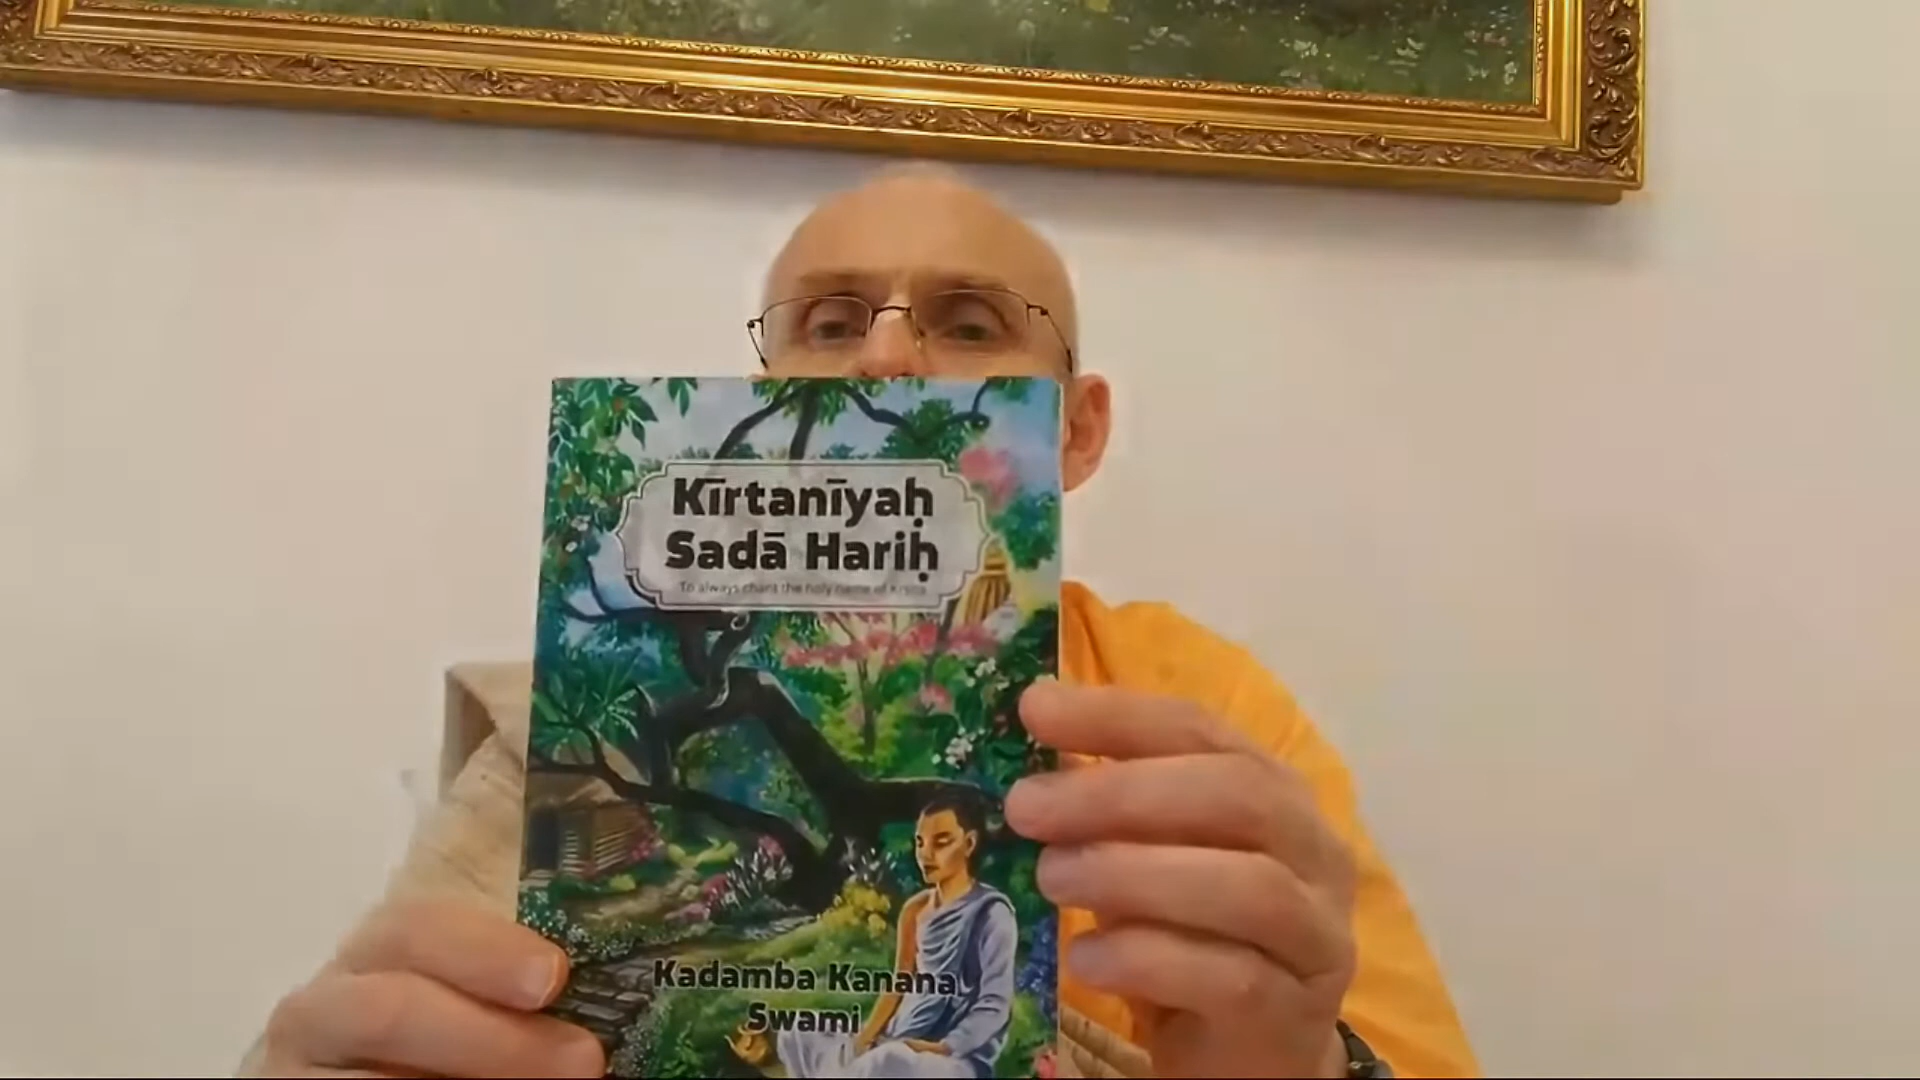 Kīrtanīyaḥ
Sadā Hariḥ
To always chant the holy name of Krsna
Kadamba Kanana
Swami